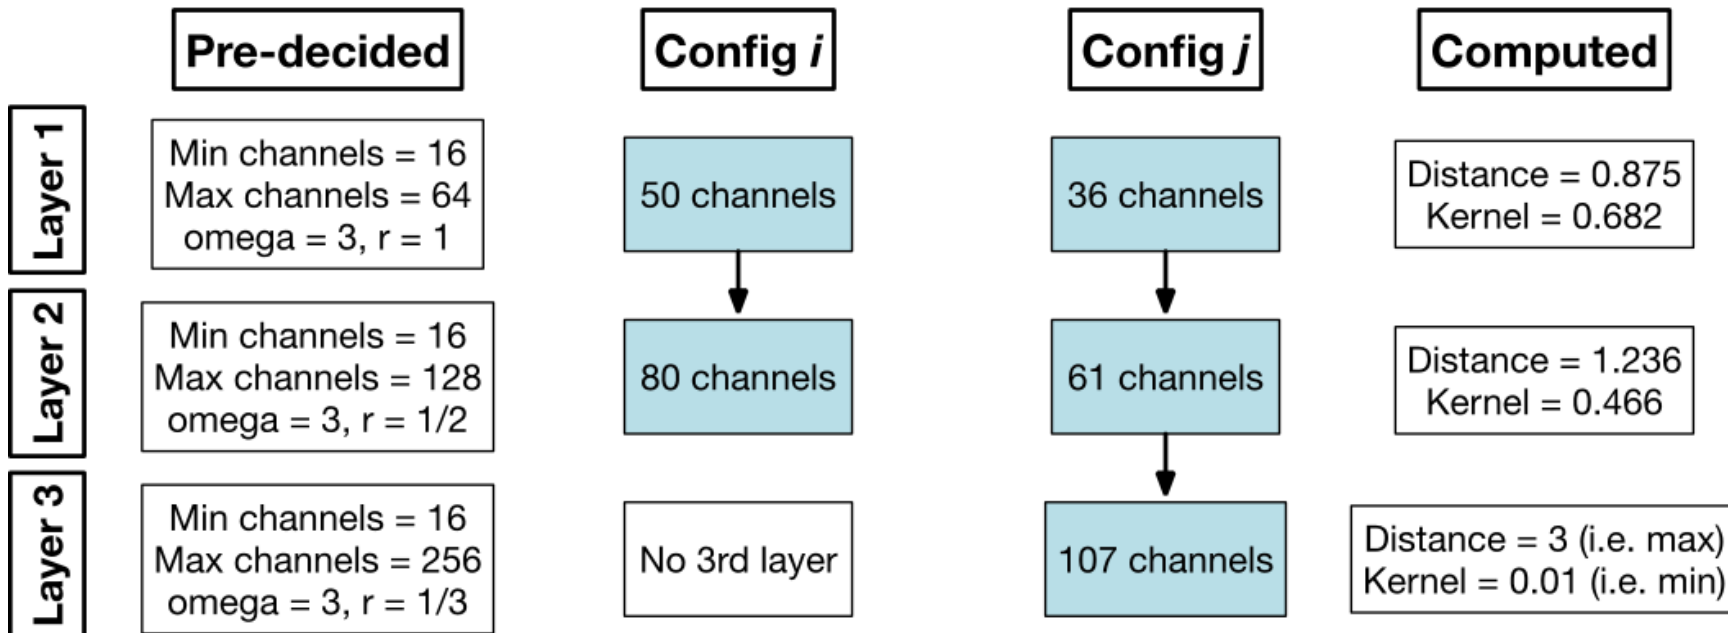 Pre-decided
Config i
Config j
Computed
Layer 1
Min channels = 16
Max channels = 64
omega = 3, r = 1
50 channels
36 channels
Distance = 0.875
Kernel = 0.682
Layer 2
Min channels = 16
Max channels = 128
omega = 3, r = 1/2
80 channels
61 channels
Distance = 1.236
Kernel = 0.466
Layer 3
Min channels = 16
Max channels = 256
omega = 3, r = 1/3
No 3rd layer
107 channels
Distance = 3 (i.e. max)
Kernel = 0.01 (i.e. min)